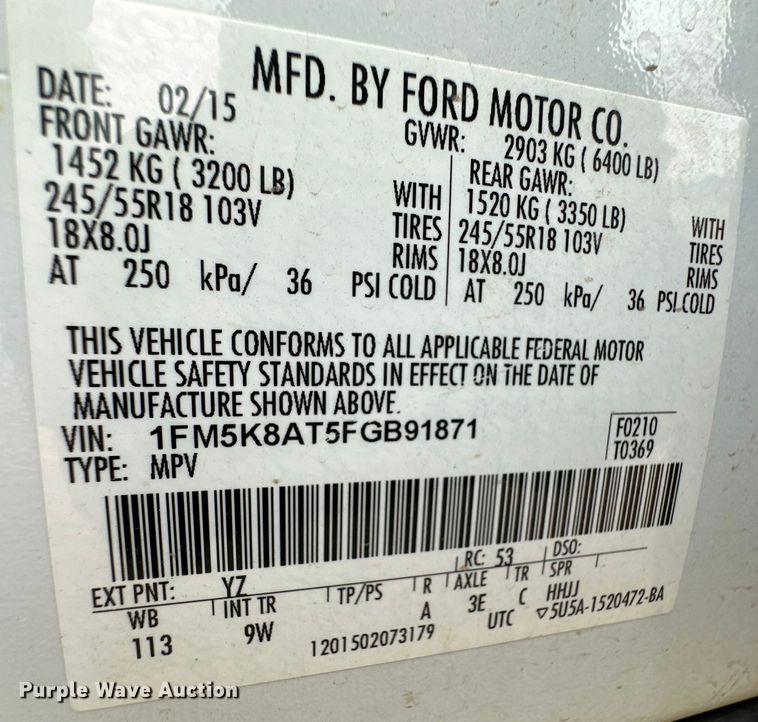 MFD. BY FORD MOTOR CO.
DATE: 02/15
GVWR: 2903 KG ( 6400 LB)
FRONT GAWR:
1452 KG ( 3200 LB)
245/55R18 103V
18X8.0J
WITH
TIRES
RIMS
AT 250 kPa/ 36 PSI COLD
REAR GAWR:
1520 KG ( 3350 LB)
245/55R18 103V
18X8.0J
WITH
TIRES
RIMS
AT 250 kPa/ 36 PSI COLD
THIS VEHICLE CONFORMS TO ALL APPLICABLE FEDERAL MOTOR
VEHICLE SAFETY STANDARDS IN EFFECT ON THE DATE OF
MANUFACTURE SHOWN ABOVE.
VIN: 1FM5K8AT5FGB91871
TYPE: MPV
F0210
T0369
EXT PNT: YZ RC: 53 DSO:
WB INT TR TP/PS R AXLE TR SPR
113 9W A 3E C HHJJ
1201502073179 UTC ▽5U5A-1520472-BA
Purple Wave Auction